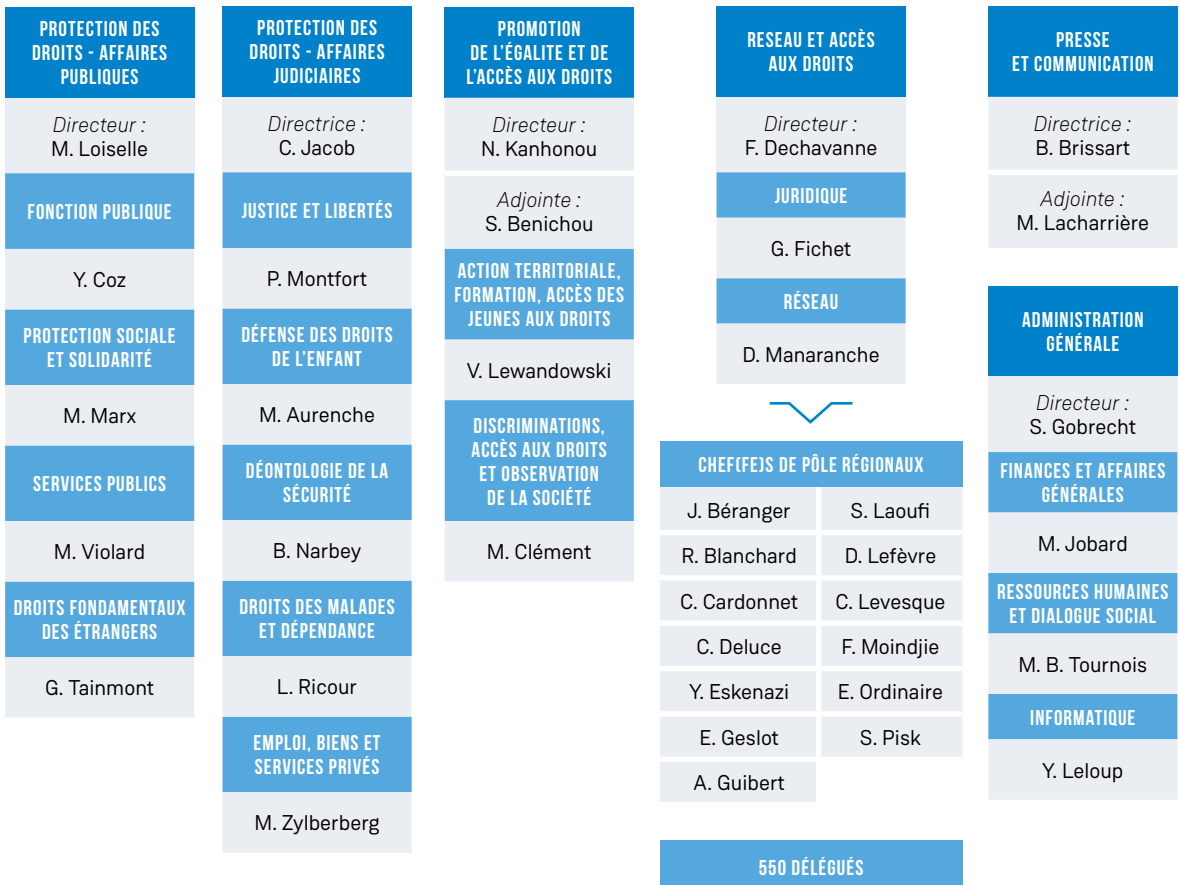 PROTECTION DES
DROITS - AFFAIRES
PUBLIQUES
Directeur :
M. Loiselle
FONCTION PUBLIQUE
Y. Coz
PROTECTION SOCIALE
ET SOLIDARITÉ
M. Marx
SERVICES PUBLICS
M. Violard
DROITS FONDAMENTAUX
DES ÉTRANGERS
G. Tainmont
PROTECTION DES
DROITS - AFFAIRES
JUDICIAIRES
Directrice :
C. Jacob
JUSTICE ET LIBERTÉS
P. Montfort
DÉFENSE DES DROITS
DE L'ENFANT
M. Aurenche
DÉONTOLOGIE DE LA
SÉCURITÉ
B. Narbey
DROITS DES MALADES
ET DÉPENDANCE
L. Ricour
EMPLOI, BIENS ET
SERVICES PRIVÉS
M. Zylberberg
PROMOTION
DE L'ÉGALITE ET DE
L'ACCÈS AUX DROITS
Directeur :
N. Kanhonou
Adjointe :
S. Benichou
ACTION TERRITORIALE,
FORMATION, ACCÈS DES
JEUNES AUX DROITS
V. Lewandowski
DISCRIMINATIONS,
ACCÈS AUX DROITS
ET OBSERVATION
DE LA SOCIÉTÉ
M. Clément
RESEAU ET ACCÈS
AUX DROITS
Directeur :
F. Dechavanne
JURIDIQUE
G. Fichet
RÉSEAU
D. Manaranche
CHEF(FE)S DE PÔLE RÉGIONAUX
J. Béranger
S. Laoufi
R. Blanchard
D. Lefèvre
C. Cardonnet
C. Levesque
C. Deluce
F. Moindjie
Y. Eskenazi
E. Ordinaire
E. Geslot
S. Pisk
A. Guibert
550 DÉLÉGUÉS
PRESSE
ET COMMUNICATION
Directrice :
B. Brissart
Adjointe :
M. Lacharrière
ADMINISTRATION
GÉNÉRALE
Directeur :
S. Gobrecht
FINANCES ET AFFAIRES
GÉNÉRALES
M. Jobard
RESSOURCES HUMAINES
ET DIALOGUE SOCIAL
M. B. Tournois
INFORMATIQUE
Y. Leloup